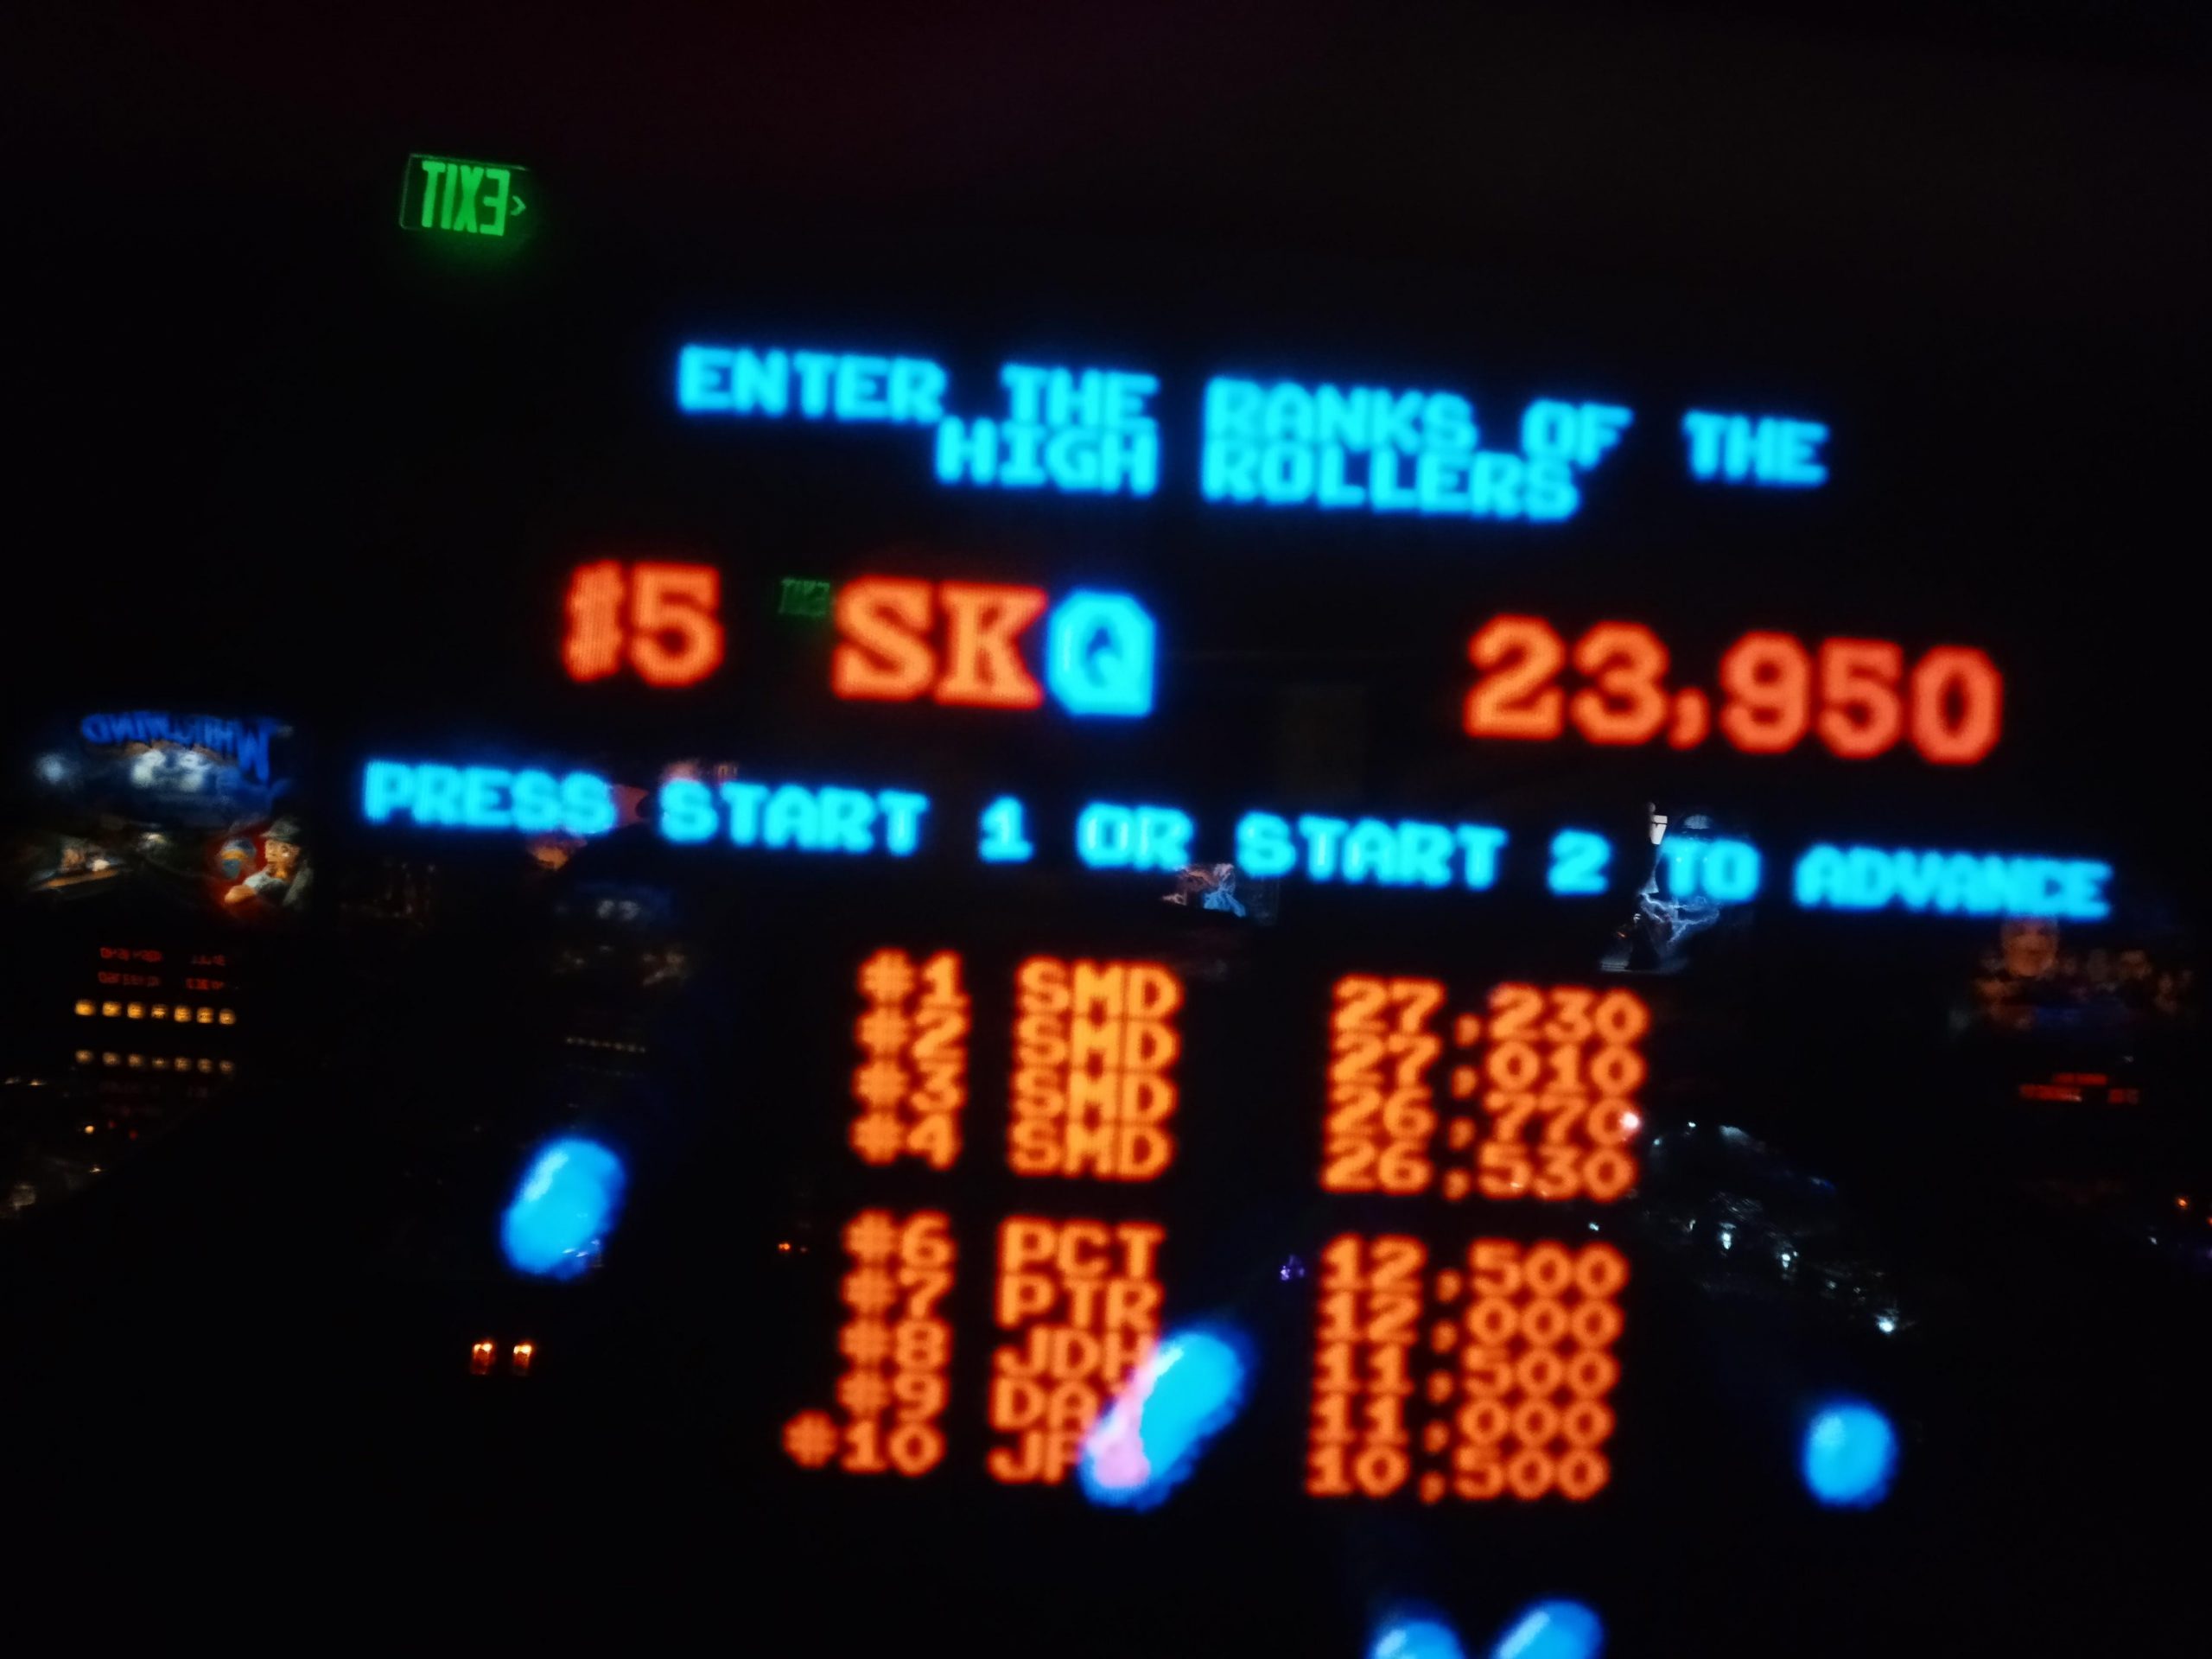 EXIT
ENTER THE RANKS OF THE
HIGH ROLLERS
#5 SKQ 23,950
PRESS START 1 OR START 2 TO ADVANCE
WHIRLWIND
#1 SMD 27,230
#2 SMD 27,010
#3 SMD 26,770
#4 SMD 26,530
#6 PCT 12,500
#7 PTR 12,000
#8 JDH 11,500
#9 11,000
#10 10,500